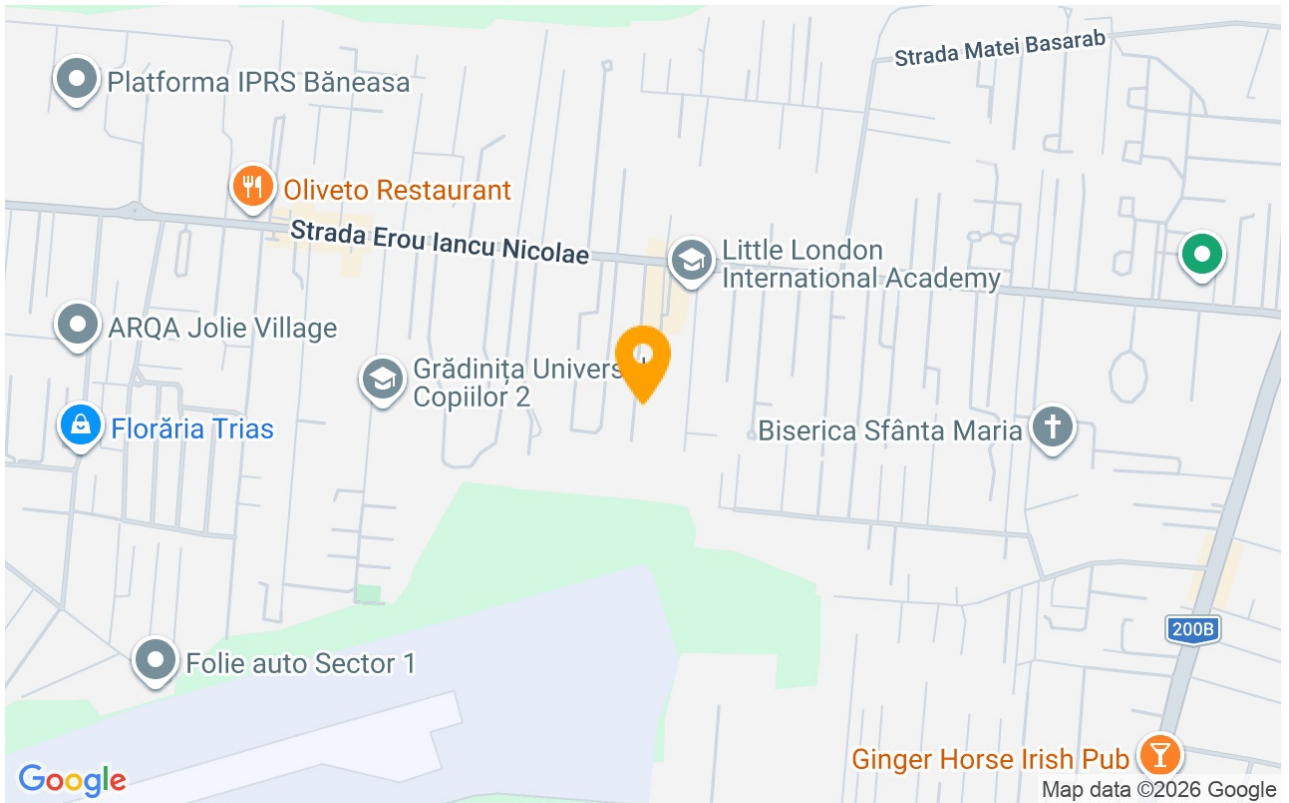 Strada Matei Basarab
Platforma IPRS Băneasa
Oliveto Restaurant
Strada Erou Iancu Nicolae
Little London
International Academy
ARQA Jolie Village
Grădinița Univers
Copiilor 2
Florăria Trias
Biserica Sfânta Maria
200B
Folie auto Sector 1
Ginger Horse Irish Pub
Google
Map data ©2026 Google